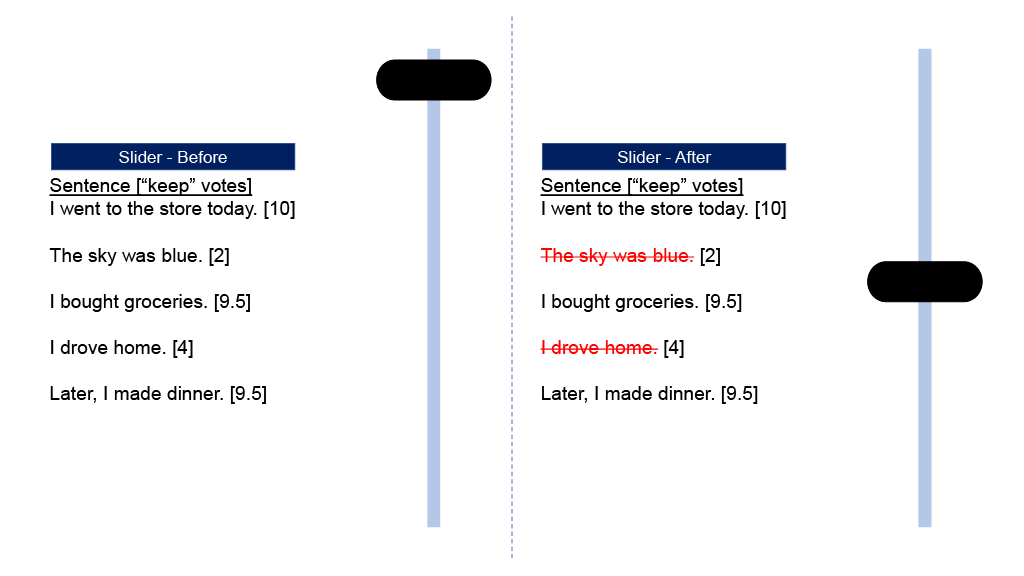 Slider - Before
Sentence [“keep” votes]
I went to the store today. [10]
The sky was blue. [2]
I bought groceries. [9.5]
I drove home. [4]
Later, I made dinner. [9.5]
Slider - After
Sentence [“keep” votes]
I went to the store today. [10]
The sky was blue. [2]
I bought groceries. [9.5]
I drove home. [4]
Later, I made dinner. [9.5]